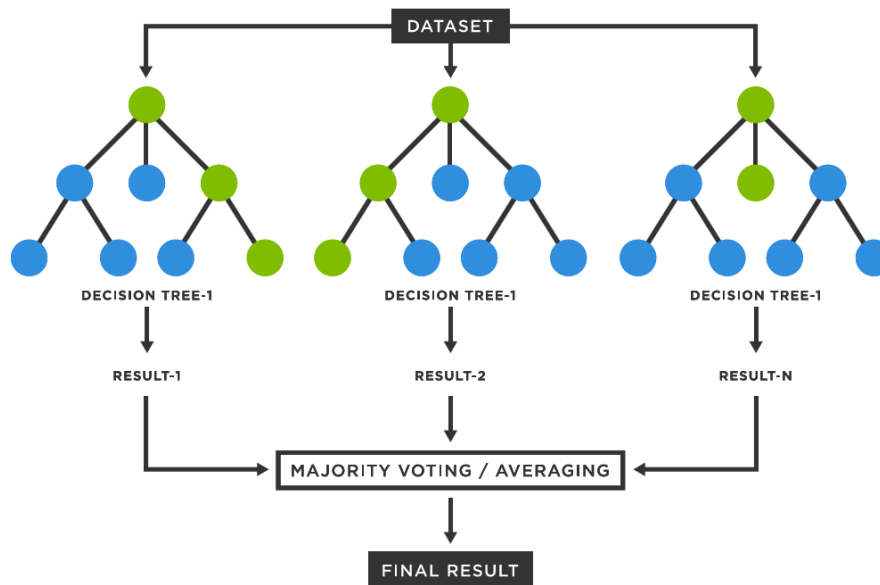 DATASET
DECISION TREE-1
DECISION TREE-1
DECISION TREE-1
RESULT-1
RESULT-2
RESULT-N
MAJORITY VOTING / AVERAGING
FINAL RESULT